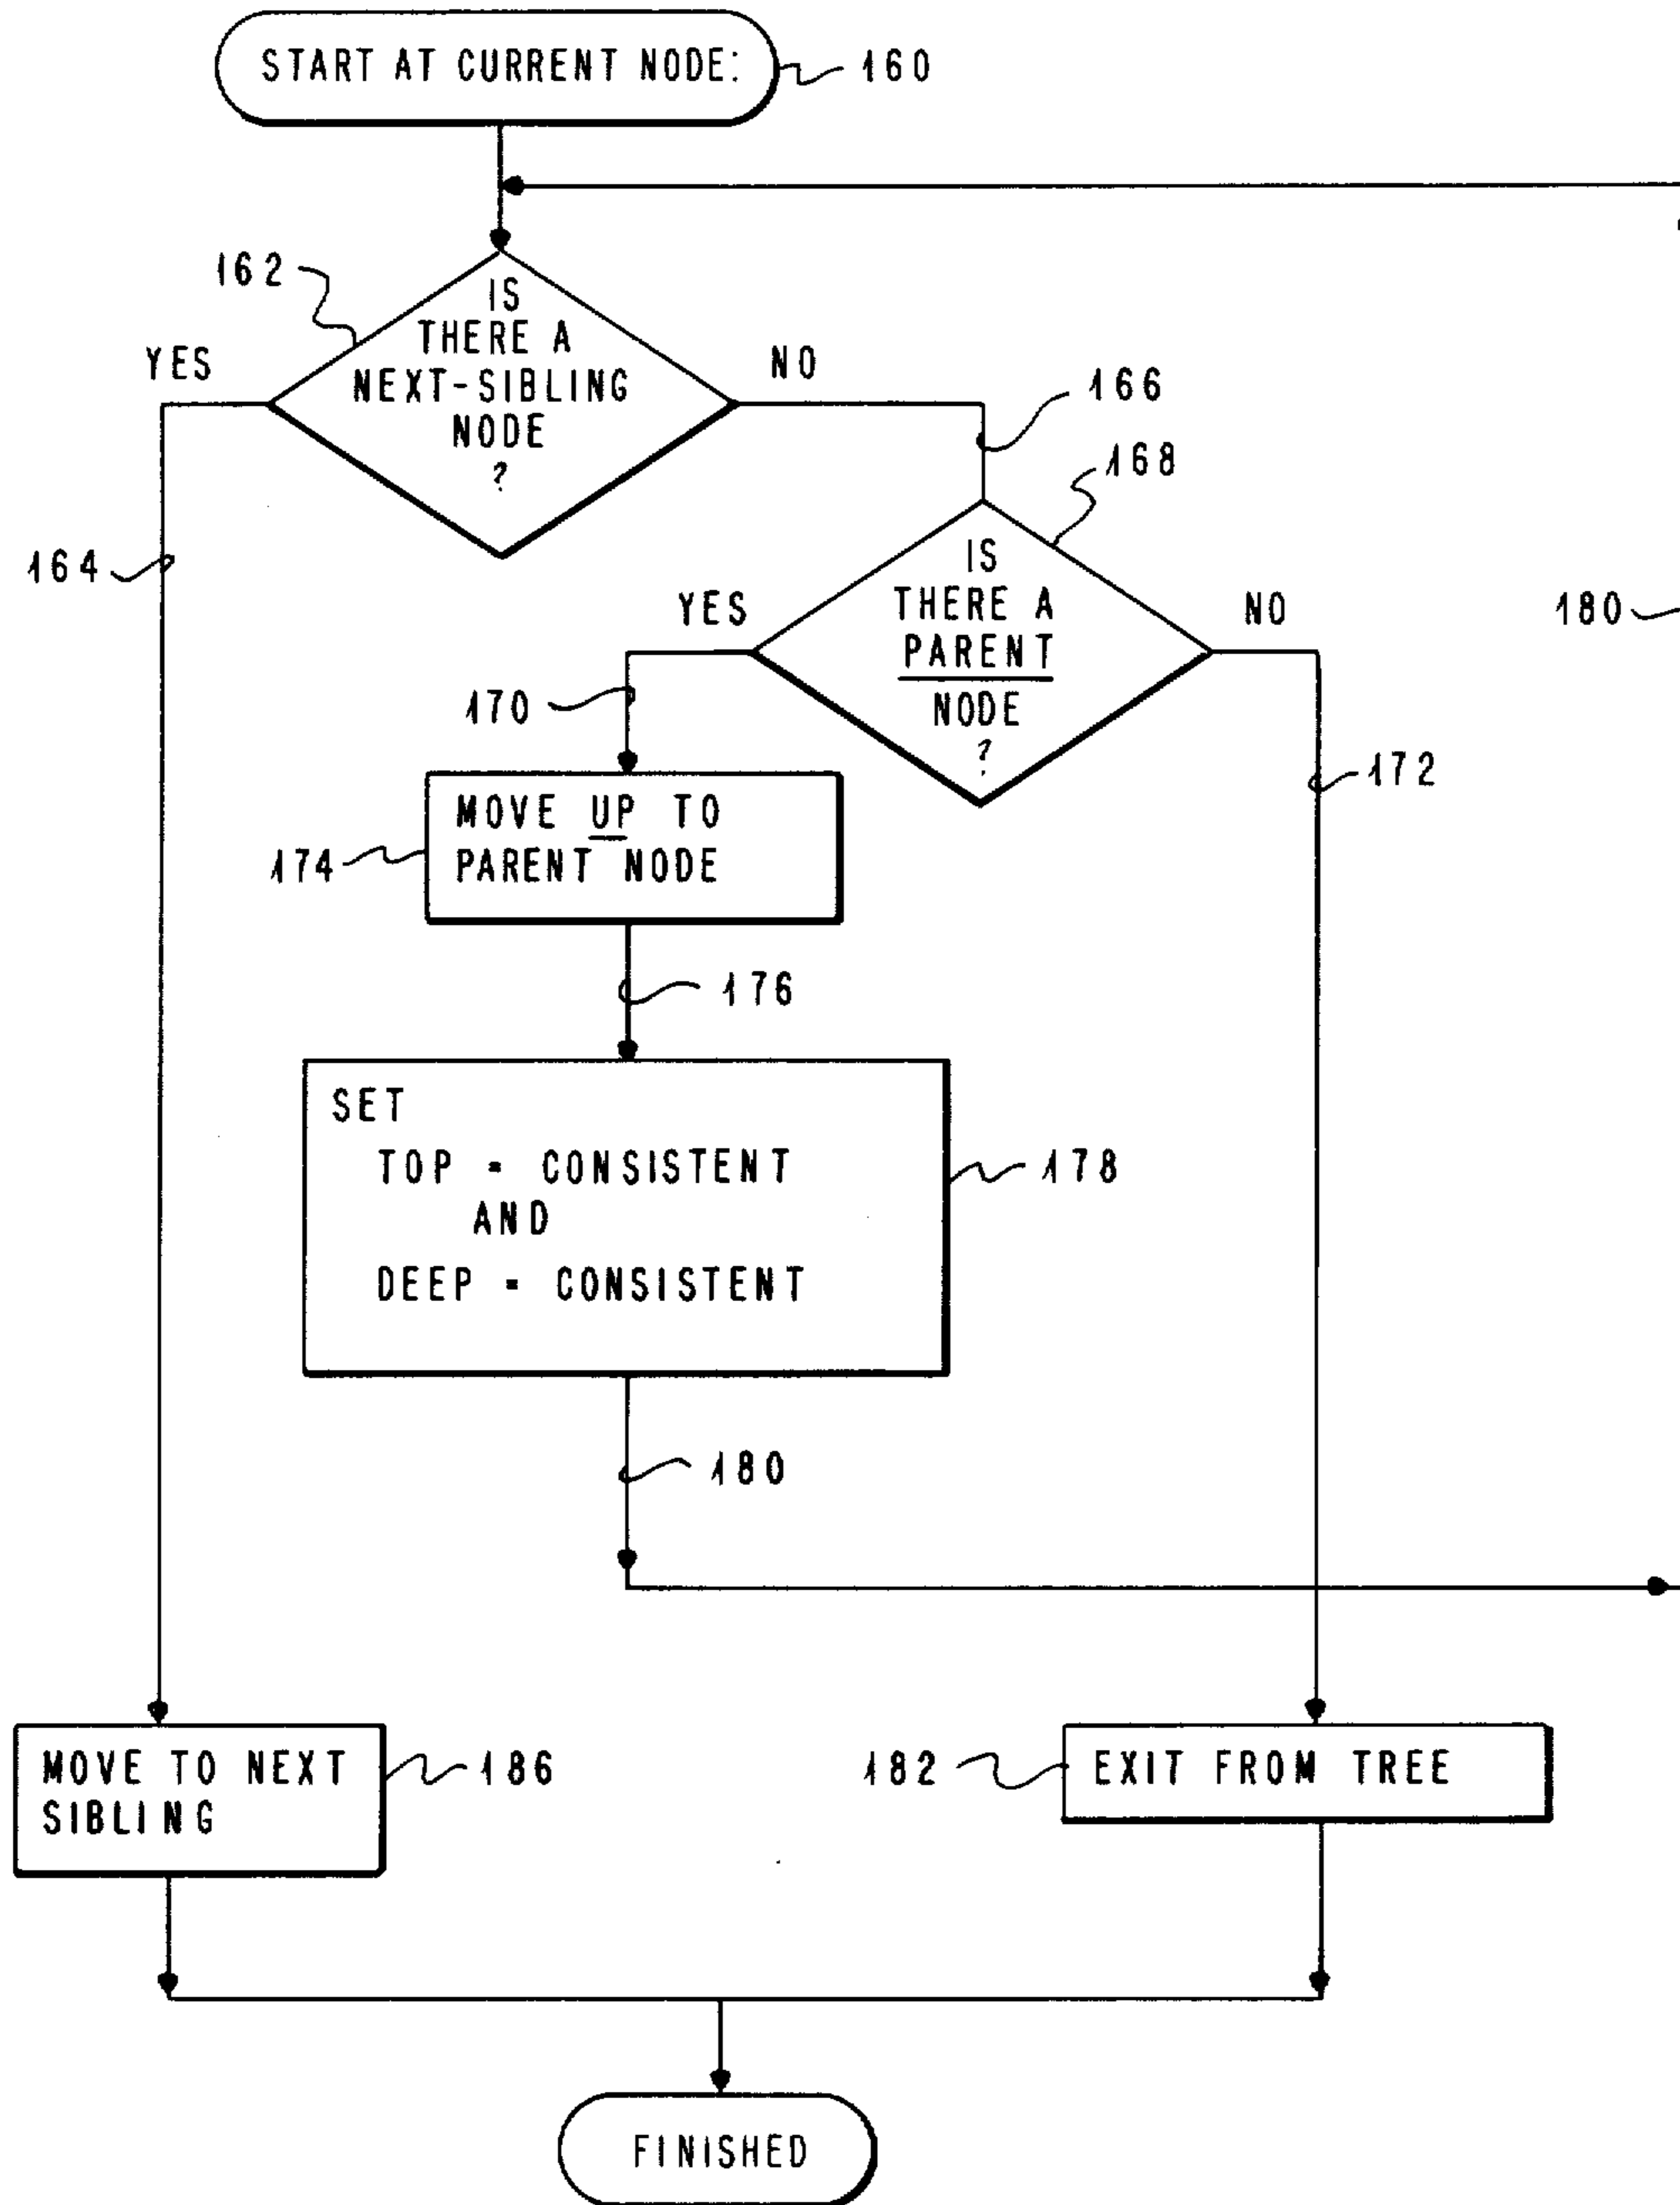 START AT CURRENT NODE:
160
162
IS
THERE A
NEXT-SIBLING
NODE
?
YES
NO
166
168
164
IS
THERE A
PARENT
NODE
?
YES
NO
180
170
172
MOVE UP TO
PARENT NODE
174
176
SET
TOP = CONSISTENT
AND
DEEP = CONSISTENT
178
180
MOVE TO NEXT
SIBLING
186
182
EXIT FROM TREE
FINISHED